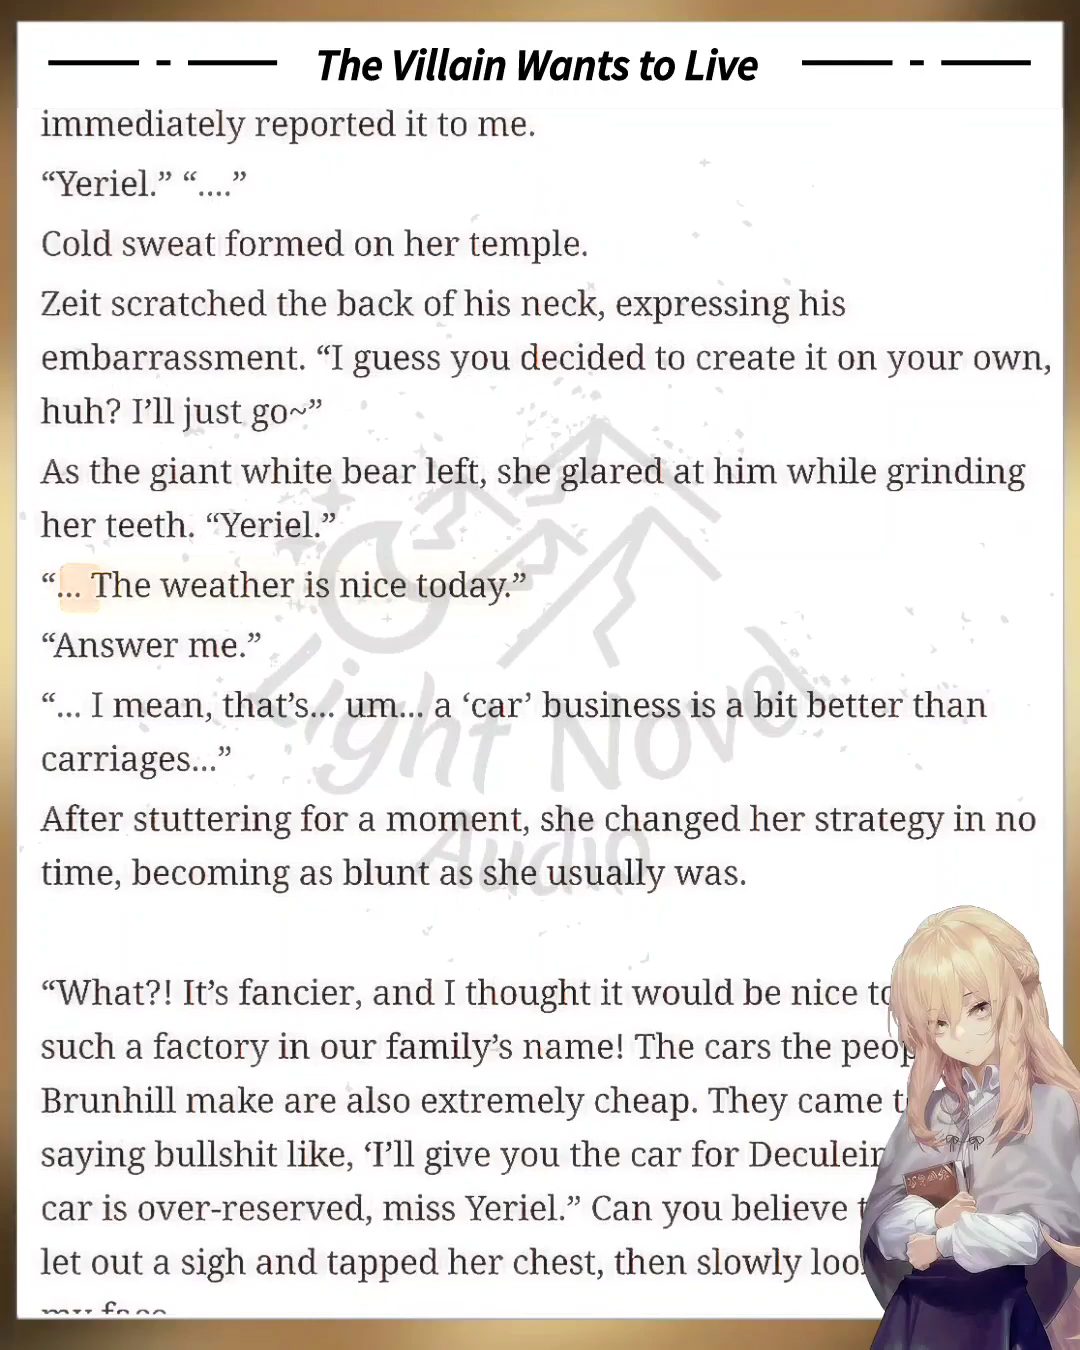 The Villain Wants to Live
immediately reported it to me.
“Yeriel.” “....”
Cold sweat formed on her temple.
Zeit scratched the back of his neck, expressing his
embarrassment. “I guess you decided to create it on your own,
huh? I’ll just go~”
As the giant white bear left, she glared at him while grinding
her teeth. “Yeriel.”
“... The weather is nice today.”
“Answer me.”
“... I mean, that’s... um... a ‘car’ business is a bit better than
carriages...”
After stuttering for a moment, she changed her strategy in no
time, becoming as blunt as she usually was.
“What?! It’s fancier, and I thought it would be nice
such a factory in our family’s name! The cars the
Brunhill make are also extremely cheap. They came
saying bullshit like, ‘I’ll give you the car for
car is over-reserved, miss Yeriel.” Can you believe
let out a sigh and tapped her chest, then slowly
my face
Light Novel
Audio